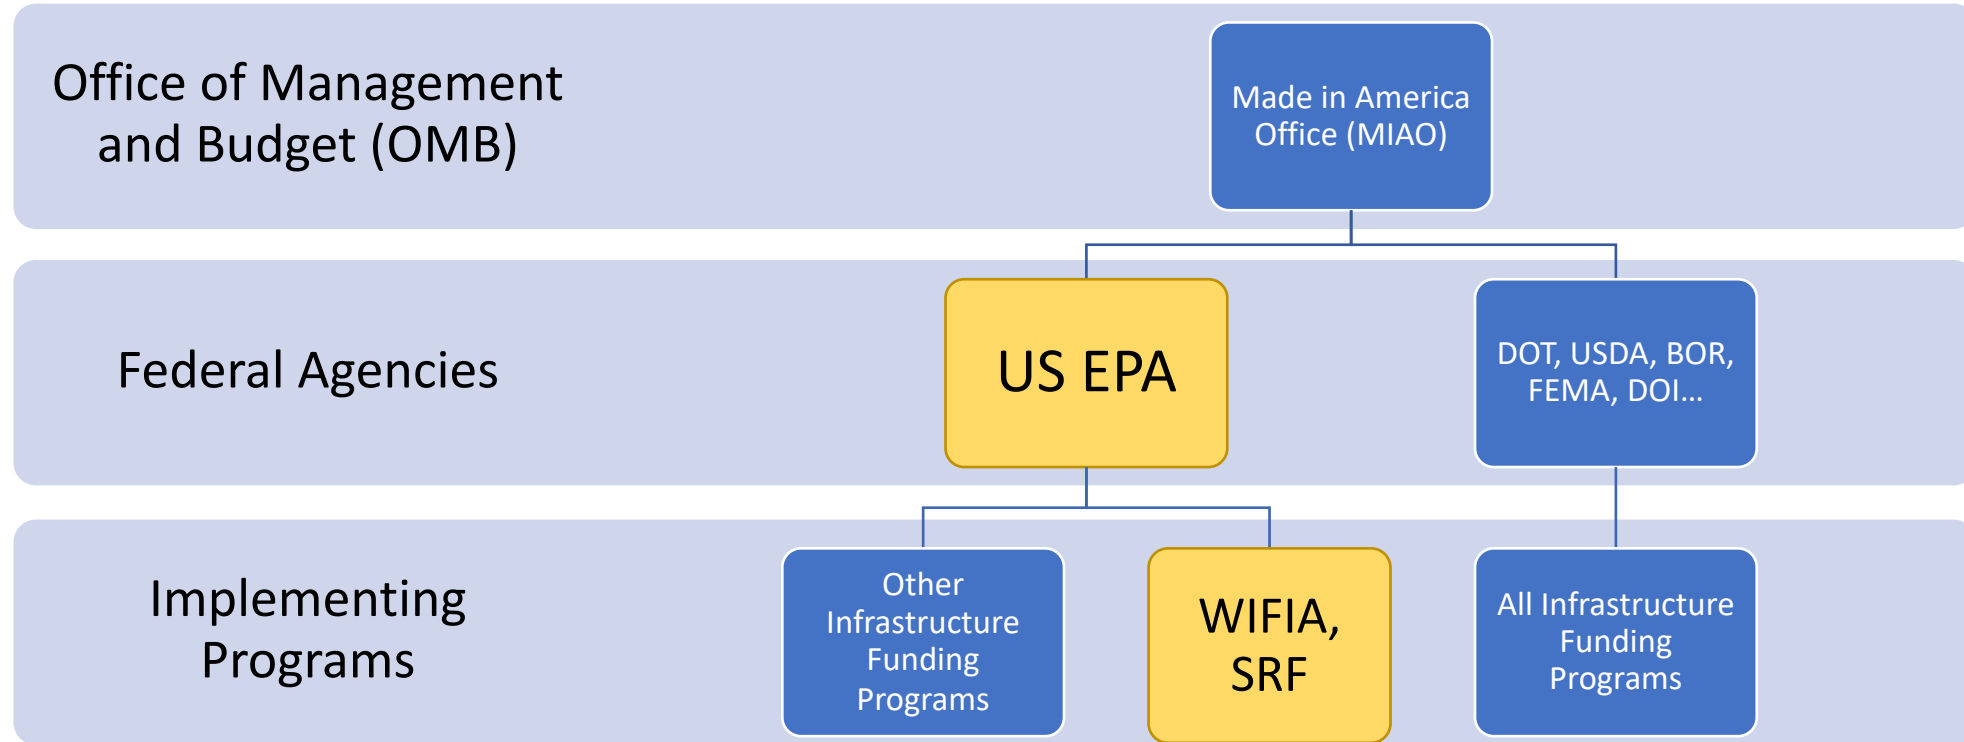 Office of Management
and Budget (OMB)
Made in America
Office (MIAO)
Federal Agencies
US EPA
DOT, USDA, BOR,
FEMA, DOI...
Implementing
Programs
Other
Infrastructure
Funding
Programs
WIFIA,
SRF
All Infrastructure
Funding
Programs